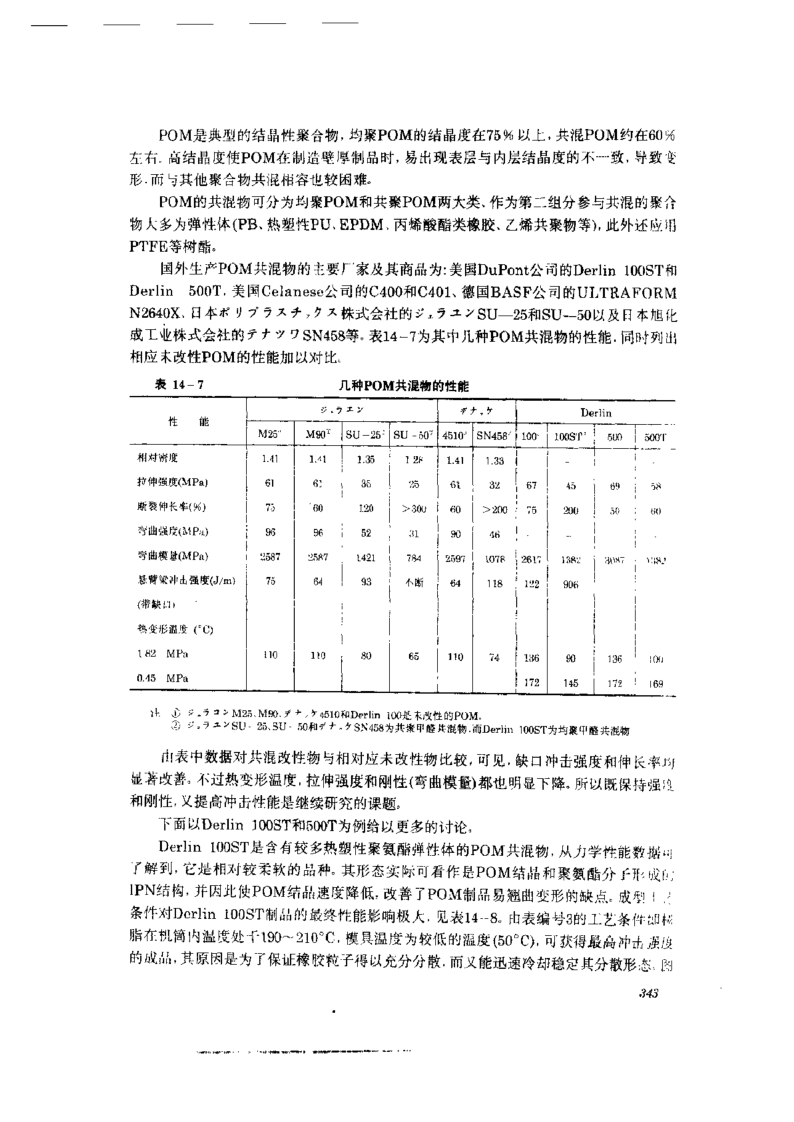 POM是典型的结晶性聚合物，均聚POM的结晶度在75%以上，共混POM约在60%
左右．高结晶度使POM在制造壁厚制品时，易出现表层与内层结晶度的不一致，导致变
形．而与其他聚合物共混相容也较困难。
POM的共混物可分为均聚POM和共聚POM两大类、作为第二组分参与共混的聚合
物大多为弹性体(PB、热塑性PU、EPDM、丙烯酸酯类橡胶、乙烯共聚物等)，此外还应用
PTFE等树酯。
国外生产POM共混物的主要厂家及其商品为：美国DuPont公司的Derlin 100ST和
Derlin 500T，美国Celanese公司的C400和C401、德国BASF公司的ULTRAFORM
N2640X、日本ポリプラスチックス株式会社的ジェラエンSU—25和SU—50以及日本旭化
成工业株式会社的テナツワSN458等。表14-7为其中几种POM共混物的性能．同时列出
相应未改性POM的性能加以对比。
表 14-7 几种POM共混物的性能
性能 ジュラエン テナック Derlin
M25 M90 SU-25 SU-50 4510 SN458 100 100ST 500 500T
相对密度 1.41 1.41 1.35 1.28 1.41 1.33 -
拉伸强度(MPa) 61 61 35 25 61 32 67 45 69 58
断裂伸长率(%) 75 60 120 >300 60 >200 75 200 50 60
弯曲强度(MPa) 96 96 52 31 90 46 - -
弯曲模量(MPa) 2587 2587 1421 784 2597 1078 2617
悬臂梁冲击强度(J/m) 75 64 93 不断 64 118 122 906
(带缺口)
热变形温度 (°C)
1.82 MPa 110 110 80 65 110 74 136 90 136 100
0.45 MPa 172 145 172 169
注 ① ジュラコンM25、M90、テナック4510和Derlin 100是未改性的POM。
② ジュラエンSU-25、SU-50和テナックSN458为共聚甲醛共混物，而Derlin 100ST为均聚甲醛共混物
由表中数据对共混改性物与相对应未改性物比较，可见，缺口冲击强度和伸长率均
显著改善。不过热变形温度，拉伸强度和刚性(弯曲模量)都也明显下降。所以既保持强度
和刚性，又提高冲击性能是继续研究的课题。
下面以Derlin 100ST和500T为例给以更多的讨论。
Derlin 100ST是含有较多热塑性聚氨酯弹性体的POM共混物，从力学性能数据可
了解到，它是相对较柔软的品种。其形态实际可看作是POM结晶和聚氨酯分子形成的
IPN结构，并因此使POM结晶速度降低，改善了POM制品易翘曲变形的缺点。成型工艺
条件对Derlin 100ST制品的最终性能影响极大．见表14-8。由表编号3的工艺条件如树
脂在机筒内温度处于190～210°C，模具温度为较低的温度(50°C)，可获得最高冲击强度
的成品，其原因是为了保证橡胶粒子得以充分分散．而又能迅速冷却稳定其分散形态．图
343